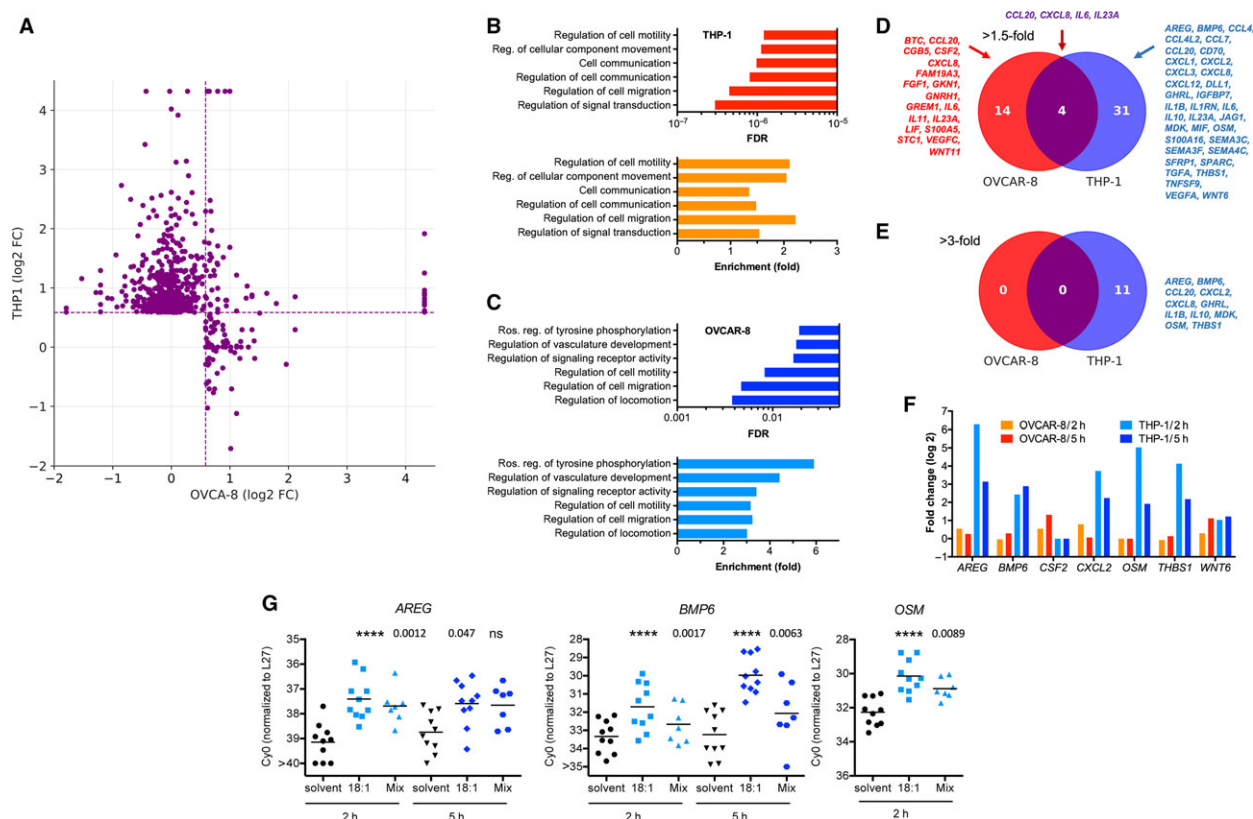 A
THP1 (log2 FC)
4
3
2
1
0
−1
−2
−2
−1
0
1
2
3
4
OVCA-8 (log2 FC)
B
THP-1
Regulation of cell motility
Reg. of cellular component movement
Cell communication
Regulation of cell communication
Regulation of cell migration
Regulation of signal transduction
10-7
10-6
10-5
FDR
Regulation of cell motility
Reg. of cellular component movement
Cell communication
Regulation of cell communication
Regulation of cell migration
Regulation of signal transduction
0
1
2
3
Enrichment (fold)
C
OVCAR-8
Ros. reg. of tyrosine phosphorylation
Regulation of vasculature development
Regulation of signaling receptor activity
Regulation of cell motility
Regulation of cell migration
Regulation of locomotion
0.001
0.01
FDR
Ros. reg. of tyrosine phosphorylation
Regulation of vasculature development
Regulation of signaling receptor activity
Regulation of cell motility
Regulation of cell migration
Regulation of locomotion
0
2
4
6
Enrichment (fold)
D
CCL20, CXCL8, IL6, IL23A
>1.5-fold
BTC, CCL20,
CGB5, CSF2,
CXCL8,
FAM19A3,
FGF1, GKN1,
GNRH1,
GREM1, IL6,
IL11, IL23A,
LIF, S100A5,
STC1, VEGFC,
WNT11
14
4
31
OVCAR-8
THP-1
AREG, BMP6, CCL4,
CCL4L2, CCL7,
CCL20, CD70,
CXCL1, CXCL2,
CXCL3, CXCL8,
CXCL12, DLL1,
GHRL, IGFBP7,
IL1B, IL1RN, IL6,
IL10, IL23A, JAG1,
MDK, MIF, OSM,
S100A16, SEMA3C,
SEMA3F, SEMA4C,
SFRP1, SPARC,
TGFA, THBS1,
TNFSF9,
VEGFA, WNT6
E
>3-fold
0
0
11
OVCAR-8
THP-1
AREG, BMP6,
CCL20, CXCL2,
CXCL8, GHRL,
IL1B, IL10, MDK,
OSM, THBS1
F
Fold change (log 2)
7
6
5
4
3
2
1
0
−1
OVCAR-8/2 h
OVCAR-8/5 h
THP-1/2 h
THP-1/5 h
AREG
BMP6
CSF2
CXCL2
OSM
THBS1
WNT6
G
AREG
Cy0 (normalized to L27)
35
36
37
38
39
>40
**** 0.0012 0.047 ns
solvent 18:1 Mix solvent 18:1 Mix
2 h 5 h
BMP6
Cy0 (normalized to L27)
28
29
30
31
32
33
34
>35
**** 0.0017 **** 0.0063
solvent 18:1 Mix solvent 18:1 Mix
2 h 5 h
OSM
Cy0 (normalized to L27)
28
30
32
34
36
**** 0.0089
solvent 18:1 Mix
2 h